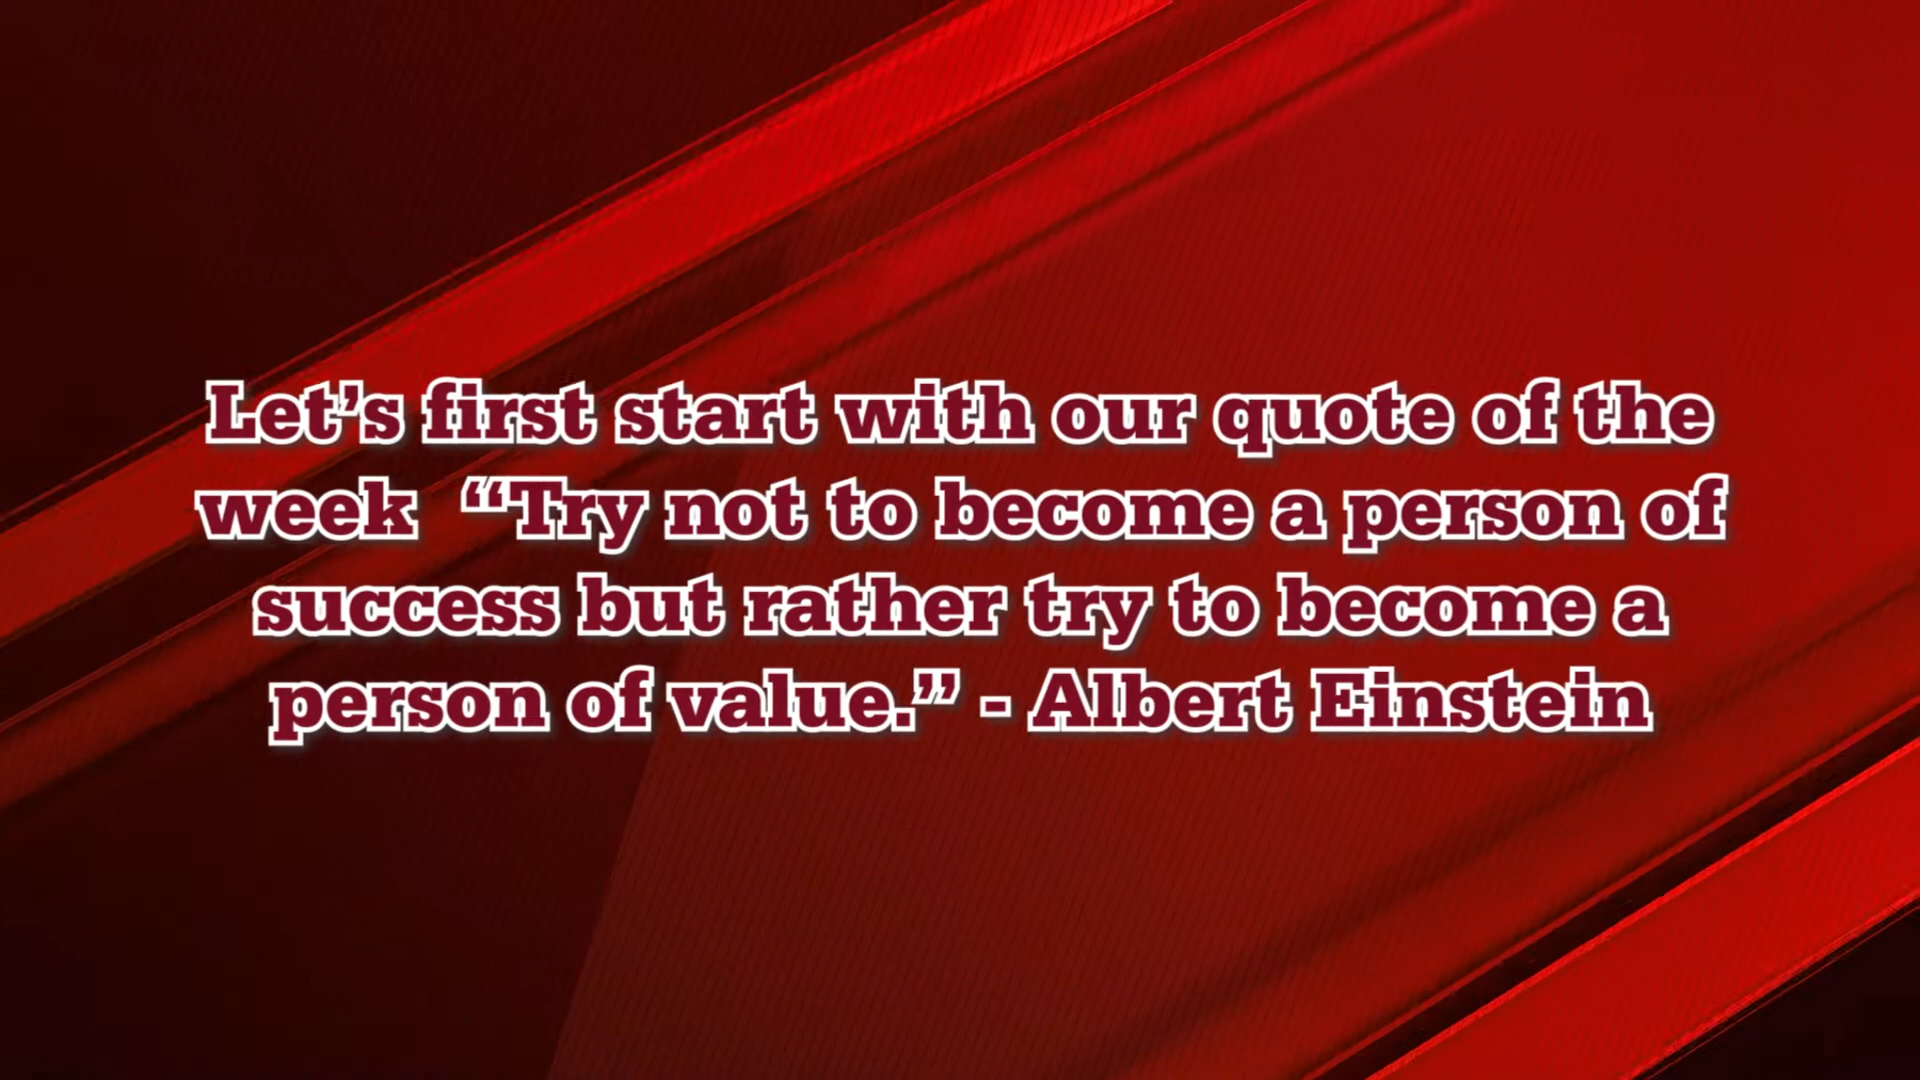 Let’s first start with our quote of the
week  “Try not to become a person of
success but rather try to become a
person of value.” - Albert Einstein